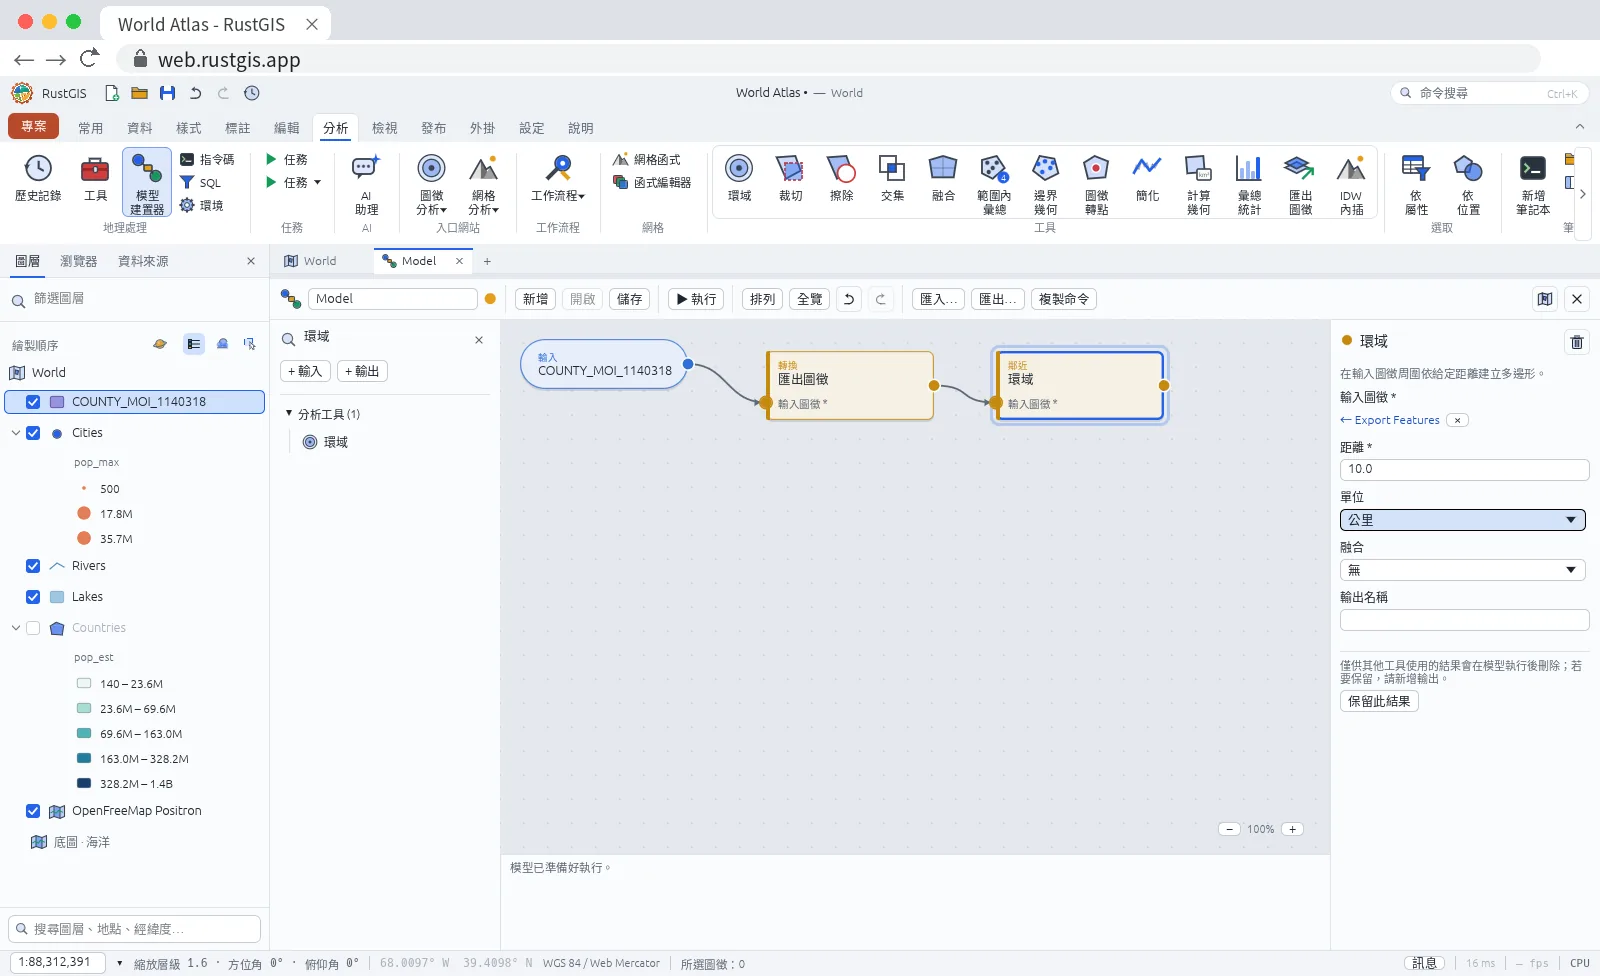 World Atlas - RustGIS
web.rustgis.app
RustGIS
World Atlas • — World
命令搜尋 Ctrl+K
專案 常用 資料 樣式 標註 編輯 分析 檢視 發布 外掛 設定 說明
歷史記錄
工具
模型
建置器
指令碼
SQL
環境
地理處理
任務
任務
任務
AI
助理
AI
圖徵
分析▾
網格
分析▾
入口網站
工作流程▾
工作流程
網格函式
函式編輯器
網格
環域
裁切
擦除
交集
融合
範圍內
彙總
邊界
幾何
圖徵
轉點
簡化
計算
幾何
彙總
統計
匯出
圖徵
IDW
內插
工具
依
屬性
依
位置
選取
新增
筆記本
筆
圖層 瀏覽器 資料來源
篩選圖層
繪製順序
World
COUNTY_MOI_1140318
Cities
pop_max
500
17.8M
35.7M
Rivers
Lakes
Countries
pop_est
140 – 23.6M
23.6M – 69.6M
69.6M – 163.0M
163.0M – 328.2M
328.2M – 1.4B
OpenFreeMap Positron
底圖 · 海洋
搜尋圖層、地點、經緯度…
World Model
Model
新增 開啟 儲存 執行 排列 全覽 匯入… 匯出… 複製命令
環域
+ 輸入 + 輸出
分析工具 (1)
環域
輸入
COUNTY_MOI_1140318
轉換
匯出圖徵
輸入圖徵 *
鄰近
環域
輸入圖徵 *
− 100% +
模型已準備好執行。
環域
在輸入圖徵周圍依給定距離建立多邊形。
輸入圖徵 *
← Export Features
距離 *
10.0
單位
公里
融合
無
輸出名稱
僅供其他工具使用的結果會在模型執行後刪除；若
要保留，請新增輸出。
保留此結果
1:88,312,391 縮放層級 1.6 · 方位角 0° · 俯仰角 0° 68.0097° W 39.4098° N WGS 84 / Web Mercator 所選圖徵：0 訊息 16 ms – fps CPU